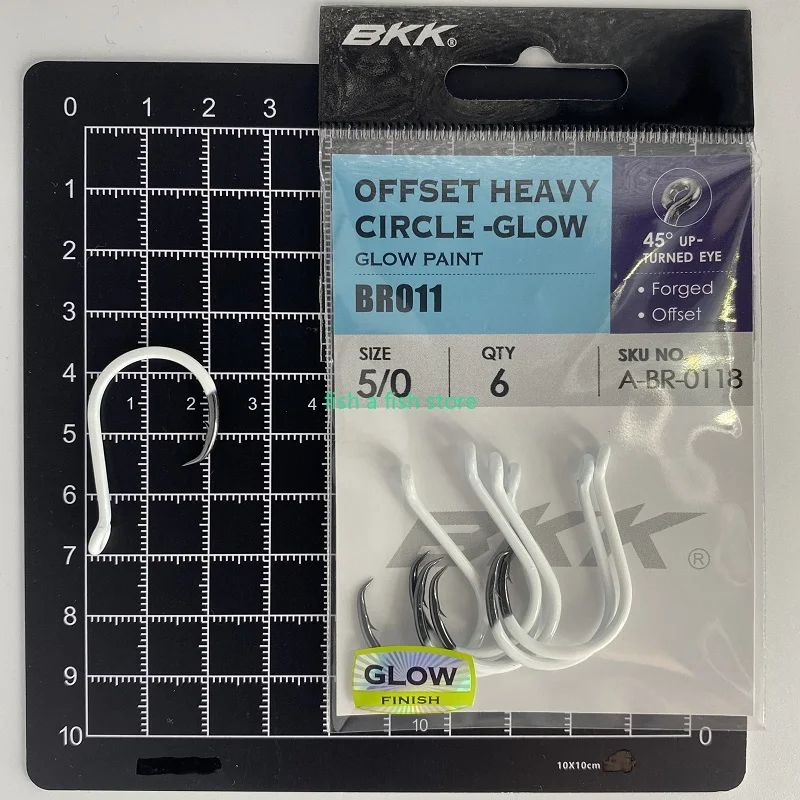 BKK®
0 1 2 3
OFFSET HEAVY
CIRCLE -GLOW
GLOW PAINT
BR011
45° UP-
TURNED EYE
• Forged
• Offset
SIZE
5/0
QTY
6
SKU NO
A-BR-0118
fish a fish store
1
2
3
4
1 2 3 4
5
6
7
8
9
10
BKK®
GLOW
FINISH
10
0
10X10cm